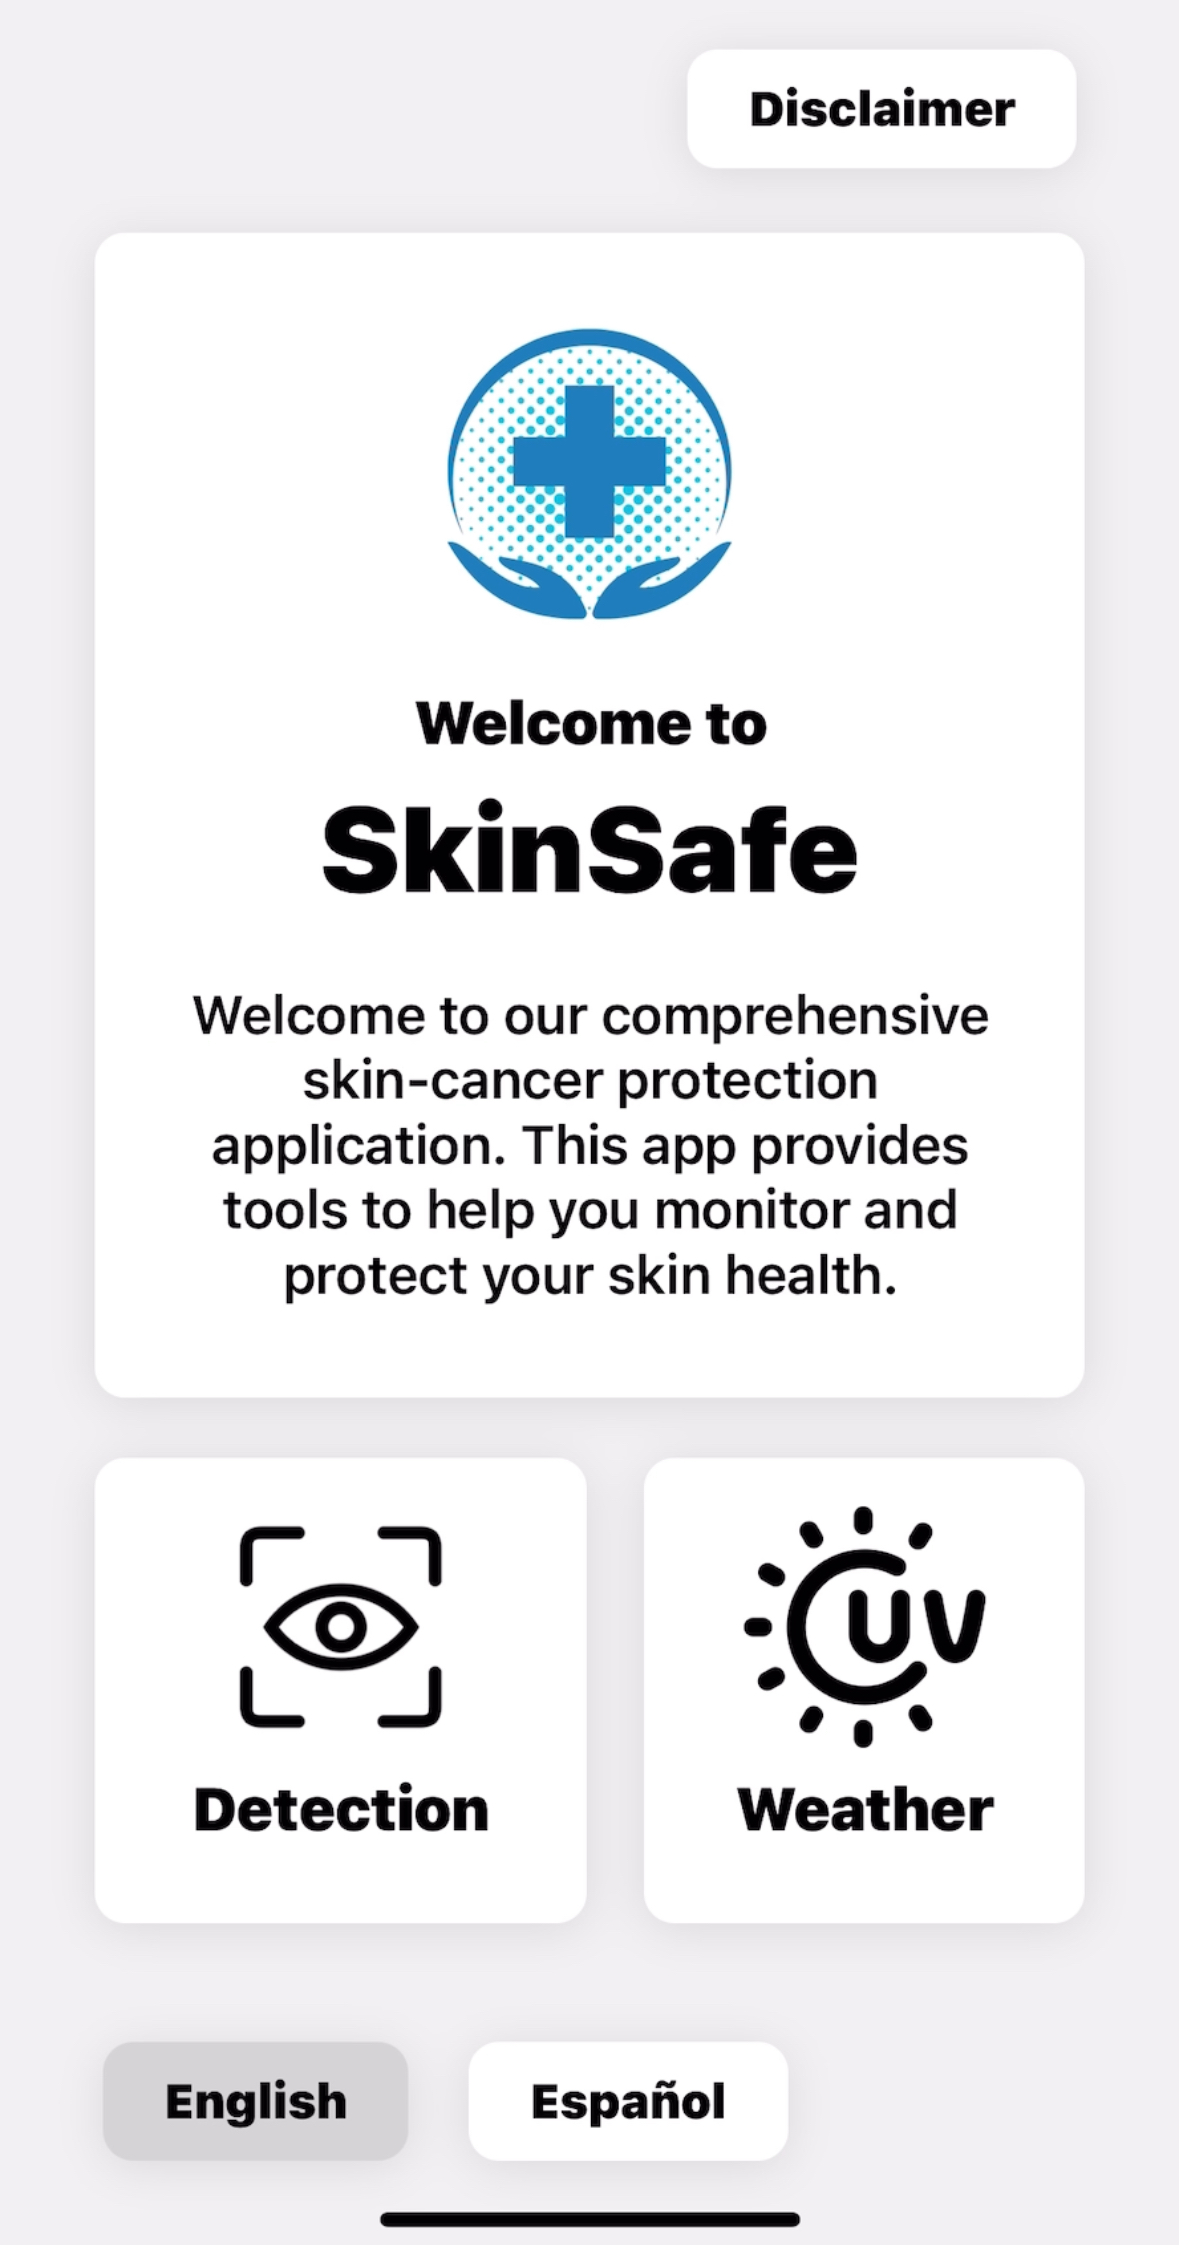 Disclaimer
Welcome to
SkinSafe
Welcome to our comprehensive
skin-cancer protection
application. This app provides
tools to help you monitor and
protect your skin health.
UV
Detection
Weather
English
Español